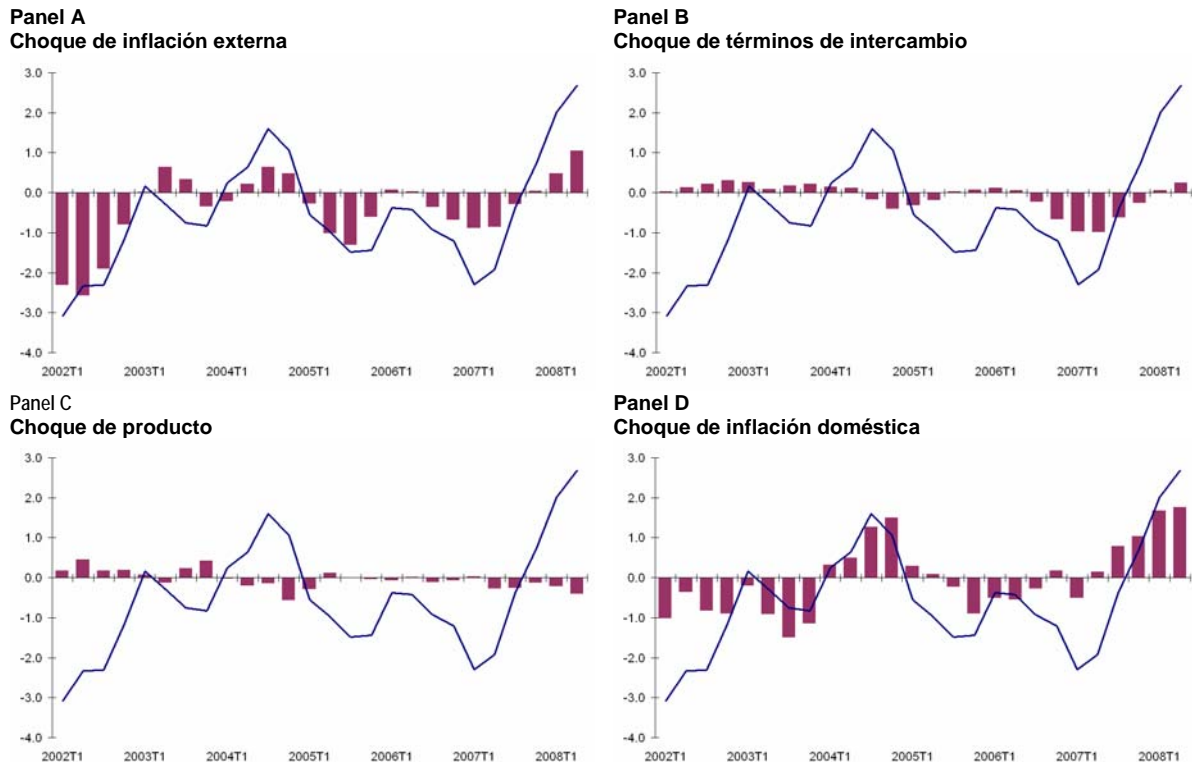 Panel A
Choque de inflación externa
3.0
2.0
1.0
0.0
-1.0
-2.0
-3.0
-4.0
2002T1 2003T1 2004T1 2005T1 2006T1 2007T1 2008T1
Panel B
Choque de términos de intercambio
3.0
2.0
1.0
0.0
-1.0
-2.0
-3.0
-4.0
2002T1 2003T1 2004T1 2005T1 2006T1 2007T1 2008T1
Panel C
Choque de producto
3.0
2.0
1.0
0.0
-1.0
-2.0
-3.0
-4.0
2002T1 2003T1 2004T1 2005T1 2006T1 2007T1 2008T1
Panel D
Choque de inflación doméstica
3.0
2.0
1.0
0.0
-1.0
-2.0
-3.0
-4.0
2002T1 2003T1 2004T1 2005T1 2006T1 2007T1 2008T1